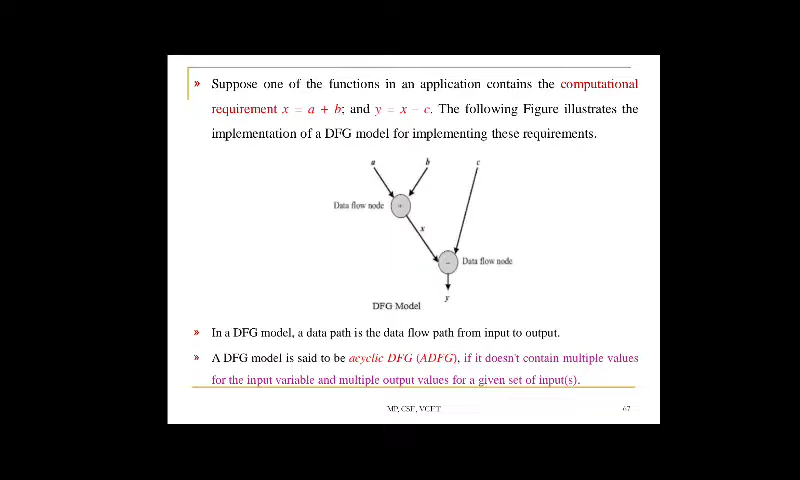 » Suppose one of the functions in an application contains the computational
requirement x = a + b; and y = x – c. The following Figure illustrates the
implementation of a DFG model for implementing these requirements.
a b c
Data flow node +
x
- Data flow node
y
DFG Model
» In a DFG model, a data path is the data flow path from input to output.
» A DFG model is said to be acyclic DFG (ADFG), if it doesn't contain multiple values
for the input variable and multiple output values for a given set of input(s).
MP, CSE, VCET 67